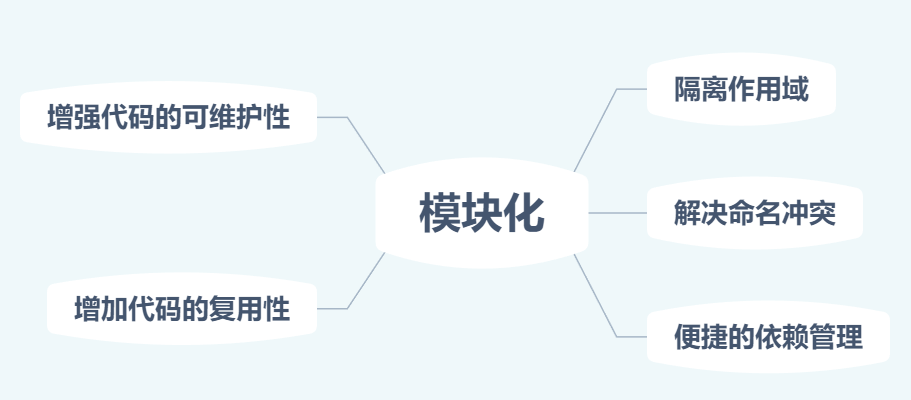 模块化
隔离作用域
解决命名冲突
便捷的依赖管理
增强代码的可维护性
增加代码的复用性